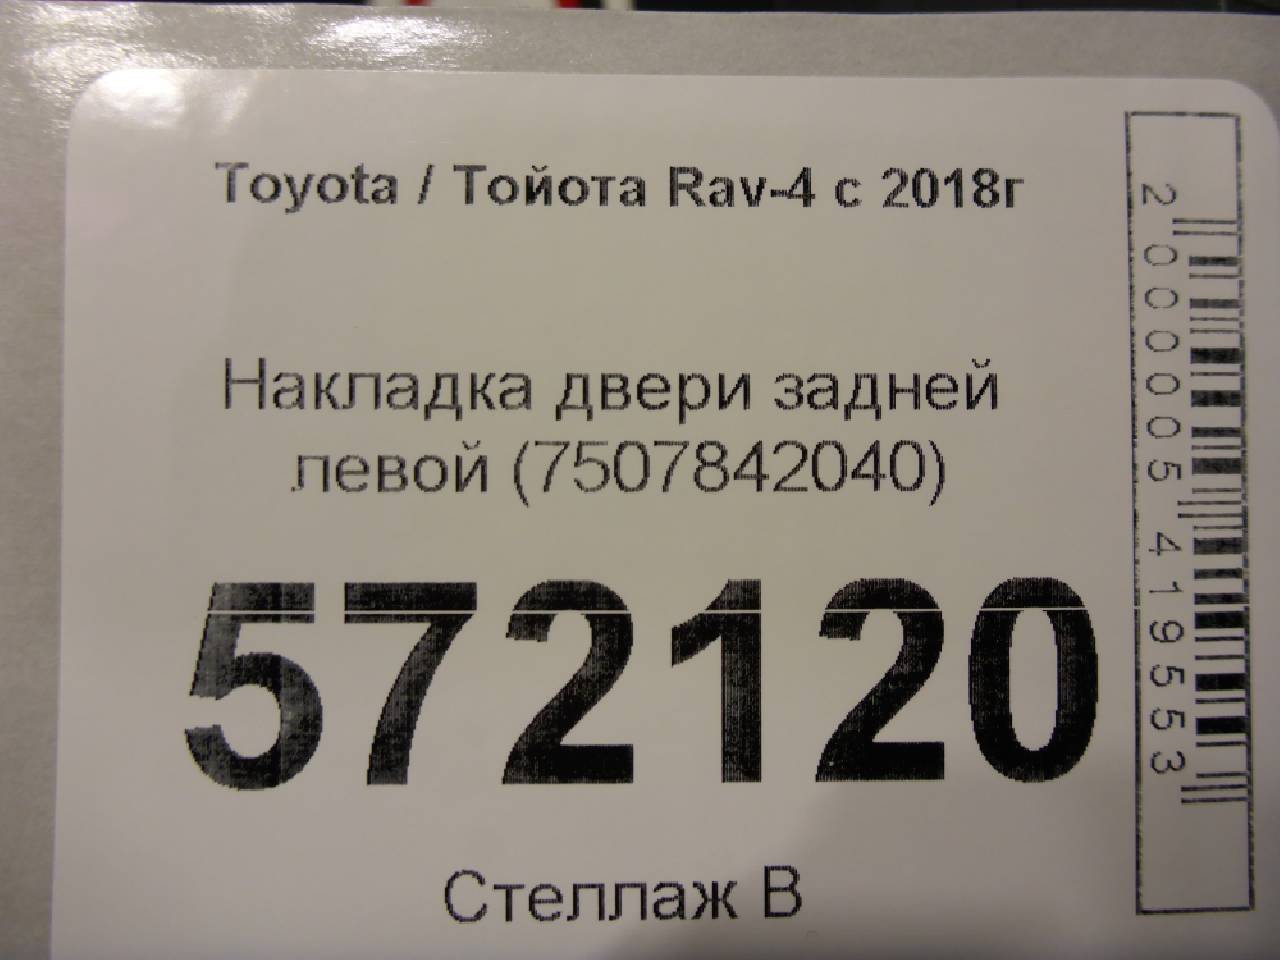 Toyota / Тойота Rav-4 с 2018г
Накладка двери задней
левой (7507842040)
572120
Стеллаж В
2000005419553